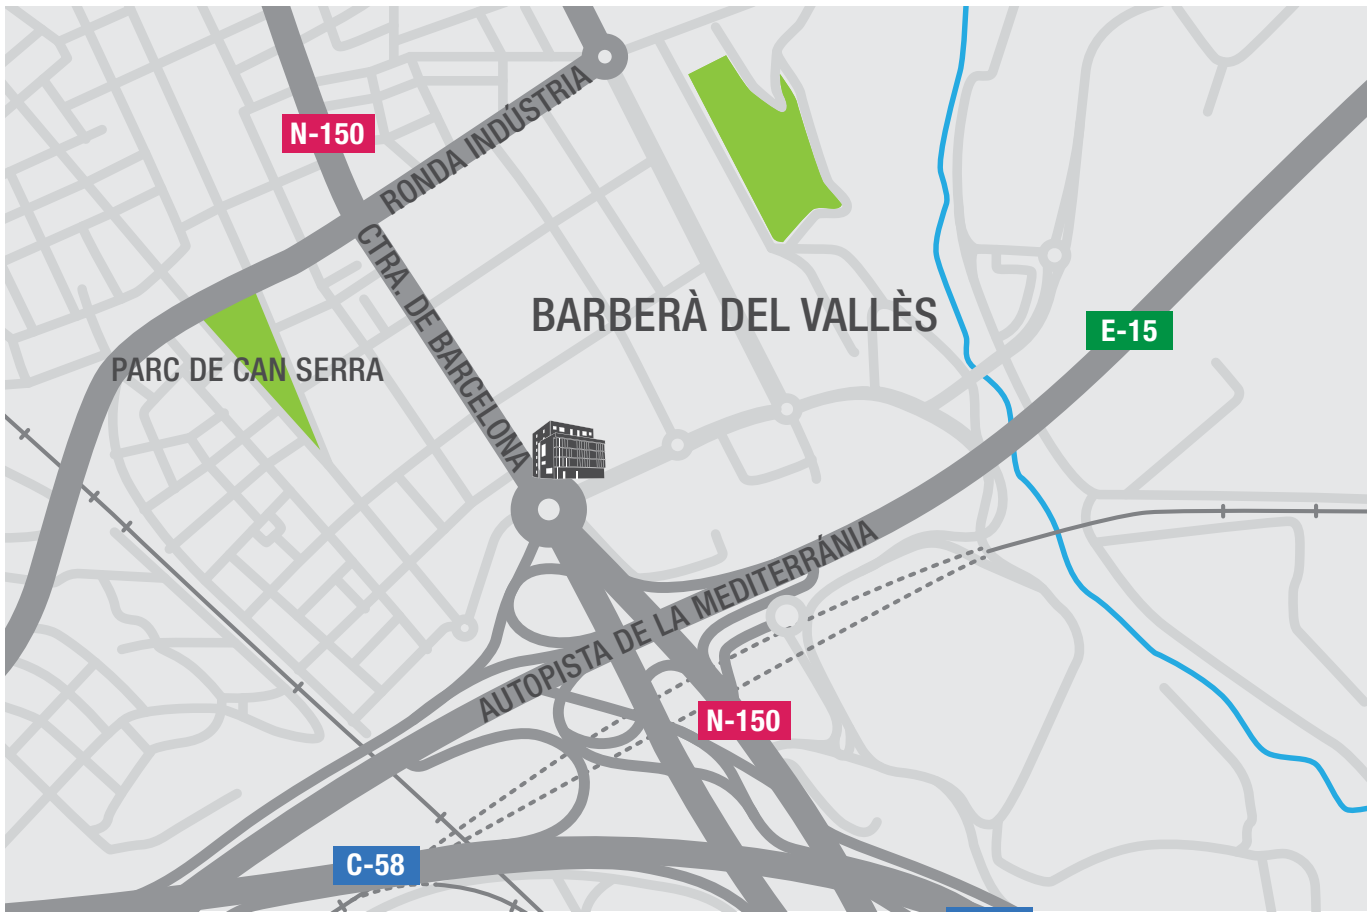 N-150
RONDA INDÚSTRIA
CTRA. DE BARCELONA
BARBERÀ DEL VALLÈS
E-15
PARC DE CAN SERRA
AUTOPISTA DE LA MEDITERRÁNIA
N-150
C-58